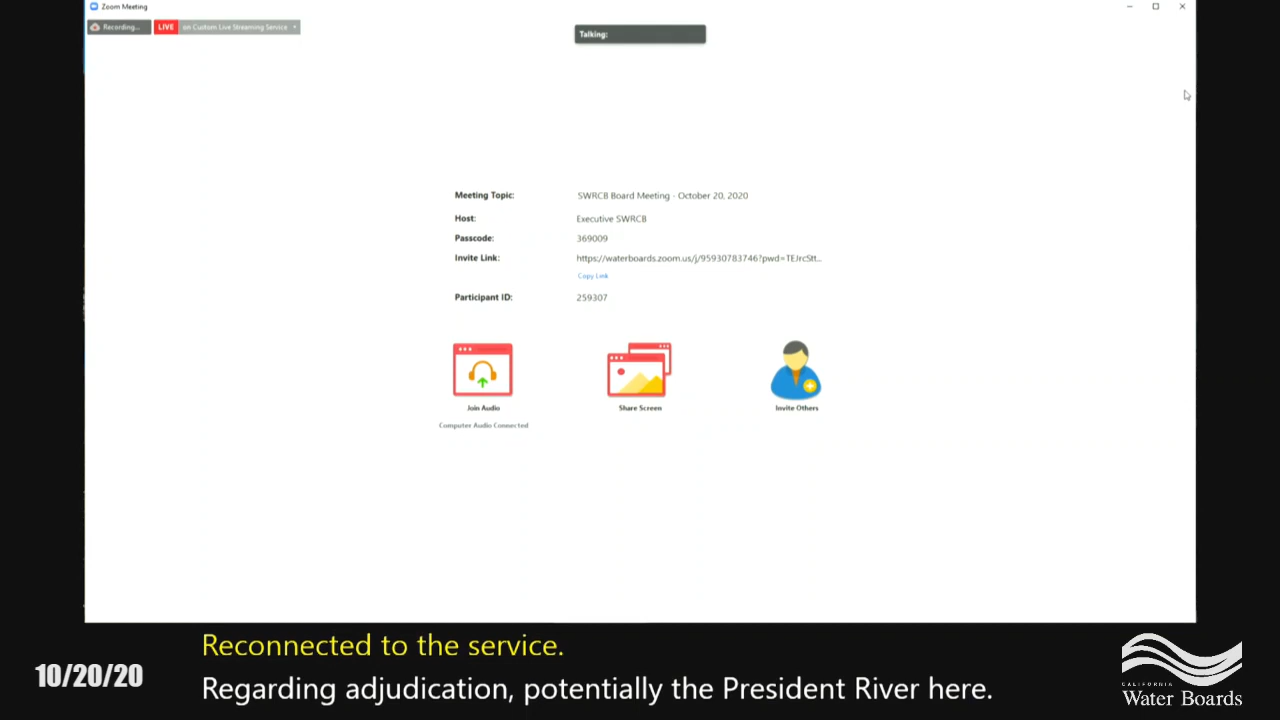 Zoom Meeting
Recording...
LIVE on Custom Live Streaming Service
Talking:
Meeting Topic: SWRCB Board Meeting - October 20, 2020
Host: Executive SWRCB
Passcode: 369009
Invite Link: https://waterboards.zoom.us/j/95930783746?pwd=TEJrcStt...
Copy Link
Participant ID: 259307
Join Audio Share Screen Invite Others
Computer Audio Connected
Reconnected to the service.
10/20/20
Regarding adjudication, potentially the President River here.
CALIFORNIA
Water Boards